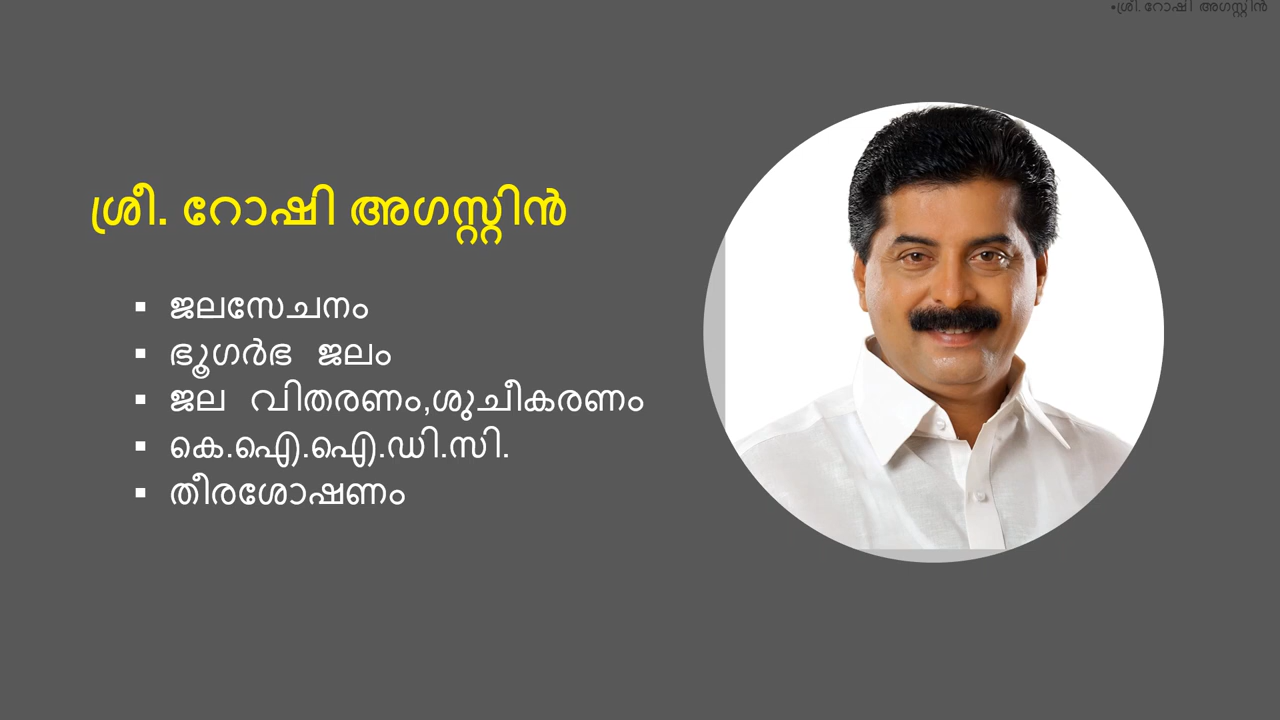 •ശ്രീ. റോഷി അഗസ്റ്റിൻ
ശ്രീ. റോഷി അഗസ്റ്റിൻ
▪ ജലസേചനം
▪ ഭൂഗർഭ ജലം
▪ ജല വിതരണം,ശുചീകരണം
▪ കെ.ഐ.ഐ.ഡി.സി.
▪ തീരശോഷണം